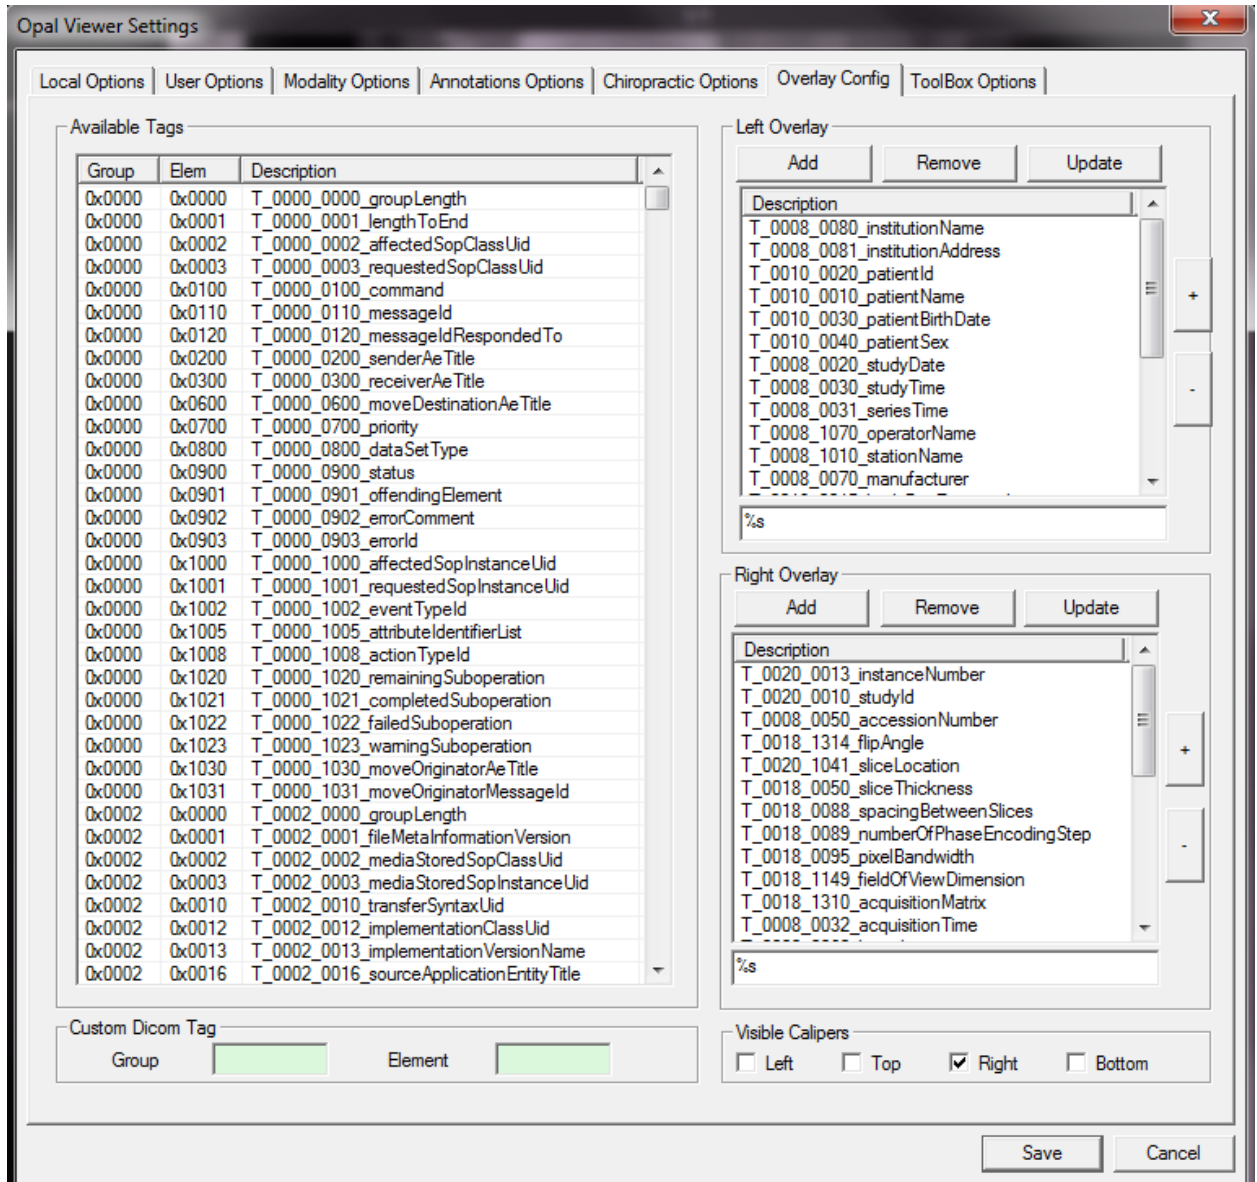 Opal Viewer Settings
Local Options User Options Modality Options Annotations Options Chiropractic Options Overlay Config ToolBox Options
Available Tags
Group Elem Description
0x0000 0x0000 T_0000_0000_groupLength
0x0000 0x0001 T_0000_0001_lengthToEnd
0x0000 0x0002 T_0000_0002_affectedSopClassUid
0x0000 0x0003 T_0000_0003_requestedSopClassUid
0x0000 0x0100 T_0000_0100_command
0x0000 0x0110 T_0000_0110_messageId
0x0000 0x0120 T_0000_0120_messageIdRespondedTo
0x0000 0x0200 T_0000_0200_senderAeTitle
0x0000 0x0300 T_0000_0300_receiverAeTitle
0x0000 0x0600 T_0000_0600_moveDestinationAeTitle
0x0000 0x0700 T_0000_0700_priority
0x0000 0x0800 T_0000_0800_dataSetType
0x0000 0x0900 T_0000_0900_status
0x0000 0x0901 T_0000_0901_offendingElement
0x0000 0x0902 T_0000_0902_errorComment
0x0000 0x0903 T_0000_0903_errorId
0x0000 0x1000 T_0000_1000_affectedSopInstanceUid
0x0000 0x1001 T_0000_1001_requestedSopInstanceUid
0x0000 0x1002 T_0000_1002_eventTypeId
0x0000 0x1005 T_0000_1005_attributeIdentifierList
0x0000 0x1008 T_0000_1008_actionTypeId
0x0000 0x1020 T_0000_1020_remainingSuboperation
0x0000 0x1021 T_0000_1021_completedSuboperation
0x0000 0x1022 T_0000_1022_failedSuboperation
0x0000 0x1023 T_0000_1023_warningSuboperation
0x0000 0x1030 T_0000_1030_moveOriginatorAeTitle
0x0000 0x1031 T_0000_1031_moveOriginatorMessageId
0x0002 0x0000 T_0002_0000_groupLength
0x0002 0x0001 T_0002_0001_fileMetaInformationVersion
0x0002 0x0002 T_0002_0002_mediaStoredSopClassUid
0x0002 0x0003 T_0002_0003_mediaStoredSopInstanceUid
0x0002 0x0010 T_0002_0010_transferSyntaxUid
0x0002 0x0012 T_0002_0012_implementationClassUid
0x0002 0x0013 T_0002_0013_implementationVersionName
0x0002 0x0016 T_0002_0016_sourceApplicationEntityTitle
Custom Dicom Tag
Group Element
Left Overlay
Add Remove Update
Description
T_0008_0080_institutionName
T_0008_0081_institutionAddress
T_0010_0020_patientId
T_0010_0010_patientName
T_0010_0030_patientBirthDate
T_0010_0040_patientSex
T_0008_0020_studyDate
T_0008_0030_studyTime
T_0008_0031_seriesTime
T_0008_1070_operatorName
T_0008_1010_stationName
T_0008_0070_manufacturer
+
-
%s
Right Overlay
Add Remove Update
Description
T_0020_0013_instanceNumber
T_0020_0010_studyId
T_0008_0050_accessionNumber
T_0018_1314_flipAngle
T_0020_1041_sliceLocation
T_0018_0050_sliceThickness
T_0018_0088_spacingBetweenSlices
T_0018_0089_numberOfPhaseEncodingStep
T_0018_0095_pixelBandwidth
T_0018_1149_fieldOfViewDimension
T_0018_1310_acquisitionMatrix
T_0008_0032_acquisitionTime
+
-
%s
Visible Calipers
Left Top Right Bottom
Save Cancel